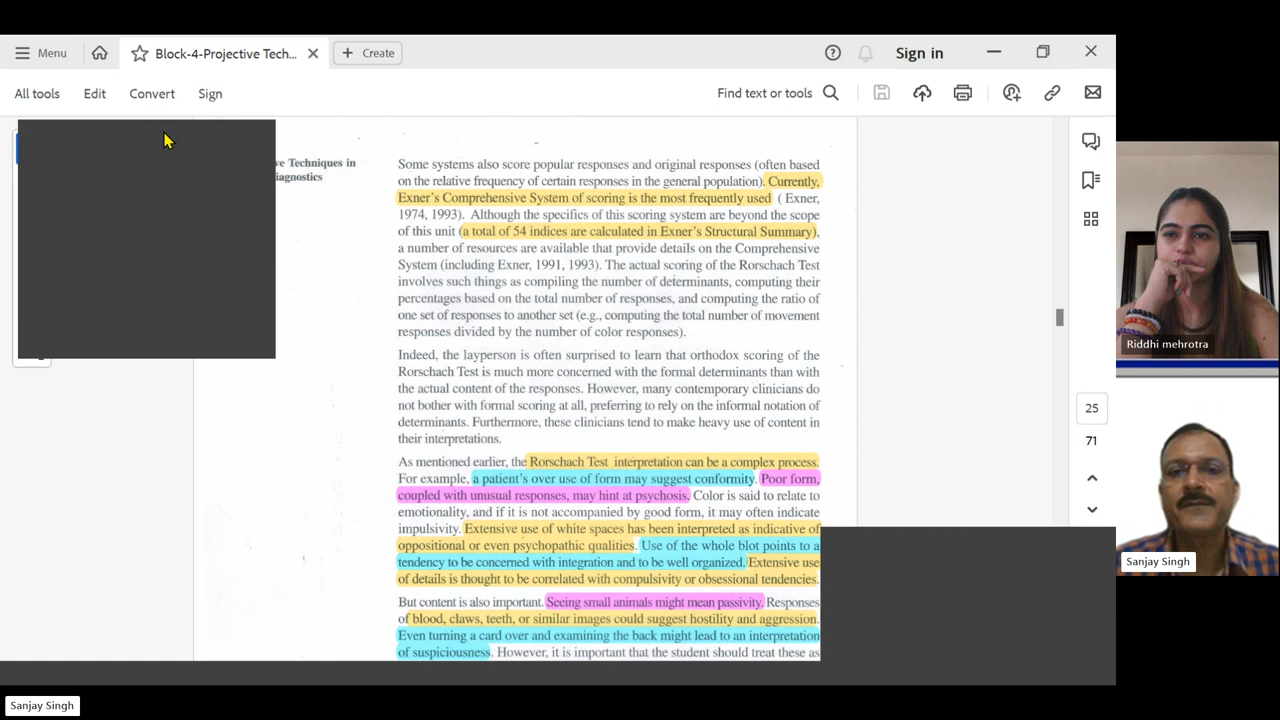 Menu
Block-4-Projective Tech...
Create
Sign in
All tools
Edit
Convert
Sign
Find text or tools
ve Techniques in
iagnostics
Some systems also score popular responses and original responses (often based
on the relative frequency of certain responses in the general population). Currently,
Exner's Comprehensive System of scoring is the most frequently used ( Exner,
1974, 1993). Although the specifics of this scoring system are beyond the scope
of this unit (a total of 54 indices are calculated in Exner's Structural Summary),
a number of resources are available that provide details on the Comprehensive
System (including Exner, 1991, 1993). The actual scoring of the Rorschach Test
involves such things as compiling the number of determinants, computing their
percentages based on the total number of responses, and computing the ratio of
one set of responses to another set (e.g., computing the total number of movement
responses divided by the number of color responses).
Indeed, the layperson is often surprised to learn that orthodox scoring of the
Rorschach Test is much more concerned with the formal determinants than with
the actual content of the responses. However, many contemporary clinicians do
not bother with formal scoring at all, preferring to rely on the informal notation of
determinants. Furthermore, these clinicians tend to make heavy use of content in
their interpretations.
As mentioned earlier, the Rorschach Test interpretation can be a complex process.
For example, a patient's over use of form may suggest conformity. Poor form,
coupled with unusual responses, may hint at psychosis. Color is said to relate to
emotionality, and if it is not accompanied by good form, it may often indicate
impulsivity. Extensive use of white spaces has been interpreted as indicative of
oppositional or even psychopathic qualities. Use of the whole blot points to a
tendency to be concerned with integration and to be well organized. Extensive use
of details is thought to be correlated with compulsivity or obsessional tendencies.
But content is also important. Seeing small animals might mean passivity. Responses
of blood, claws, teeth, or similar images could suggest hostility and aggression.
Even turning a card over and examining the back might lead to an interpretation
of suspiciousness. However, it is important that the student should treat these as
25
71
Riddhi mehrotra
Sanjay Singh
Sanjay Singh